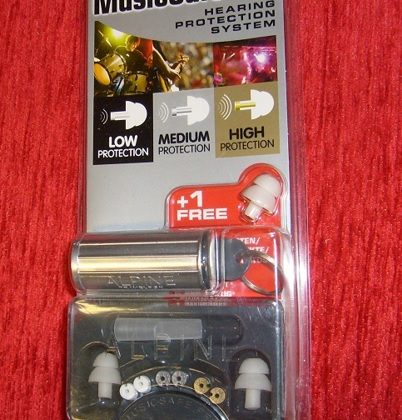 HEARING
PROTECTION
SYSTEM
LOW
PROTECTION
MEDIUM
PROTECTION
HIGH
PROTECTION
+1
FREE
ALPINE
ALPINE